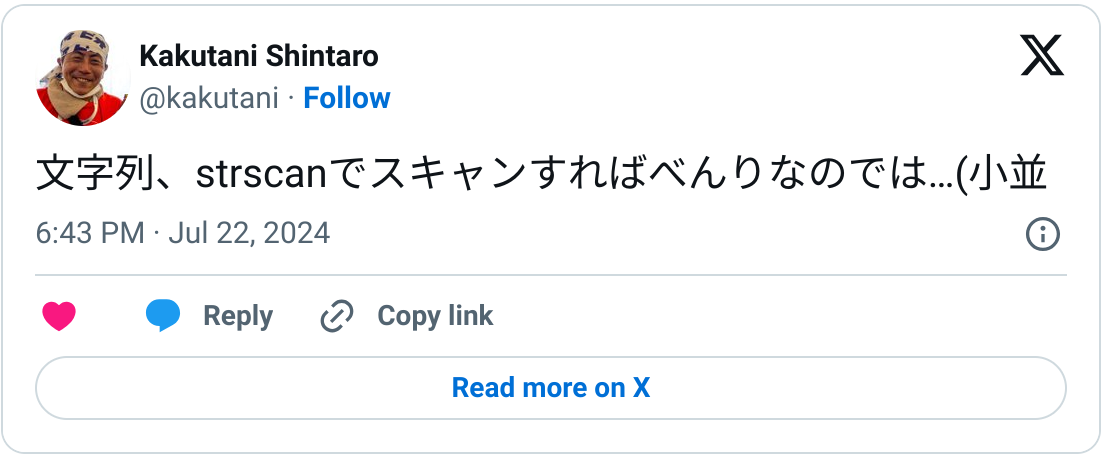 Kakutani Shintaro
@kakutani · Follow
文字列、strscanでスキャンすればべんりなのでは…(小並
6:43 PM · Jul 22, 2024
Reply
Copy link
Read more on X